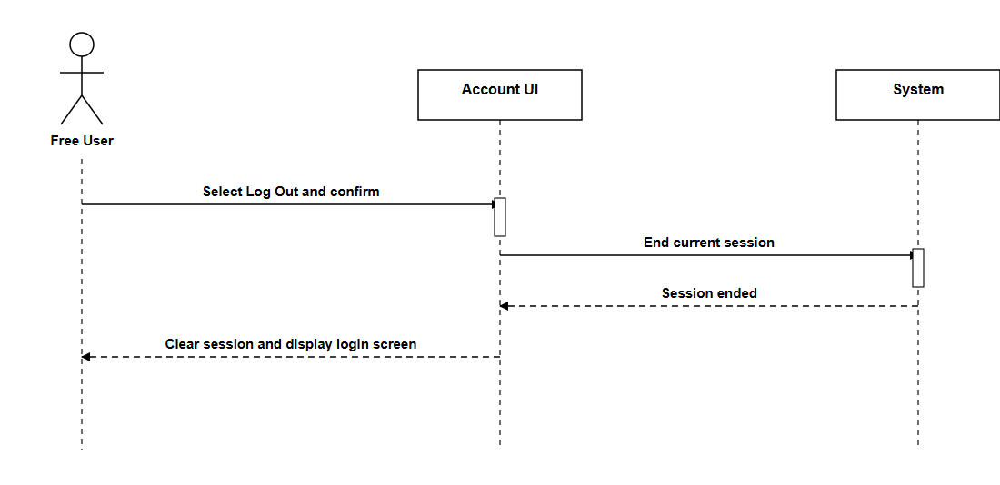 Account UI
System
Free User
Select Log Out and confirm
End current session
Session ended
Clear session and display login screen